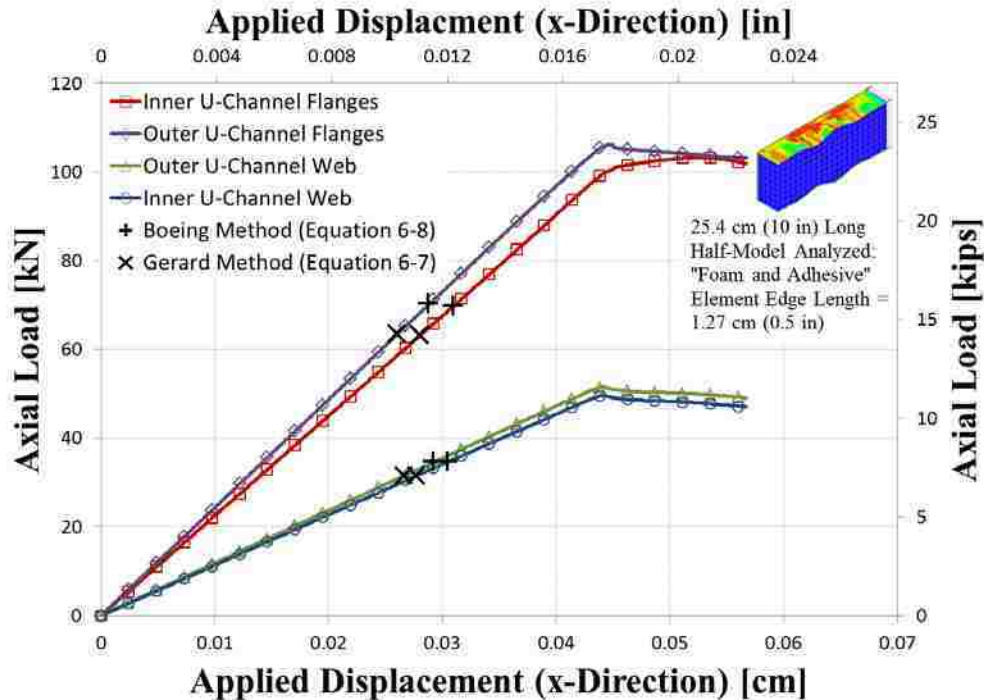 Applied Displacment (x-Direction) [in]
0 0.004 0.008 0.012 0.016 0.02 0.024
Axial Load [kN]
120
100
80
60
40
20
0
Inner U-Channel Flanges
Outer U-Channel Flanges
Outer U-Channel Web
Inner U-Channel Web
Boeing Method (Equation 6-8)
Gerard Method (Equation 6-7)
25.4 cm (10 in) Long
Half-Model Analyzed:
"Foam and Adhesive"
Element Edge Length =
1.27 cm (0.5 in)
25
20
15
10
5
0
Axial Load [kips]
0 0.01 0.02 0.03 0.04 0.05 0.06 0.07
Applied Displacement (x-Direction) [cm]